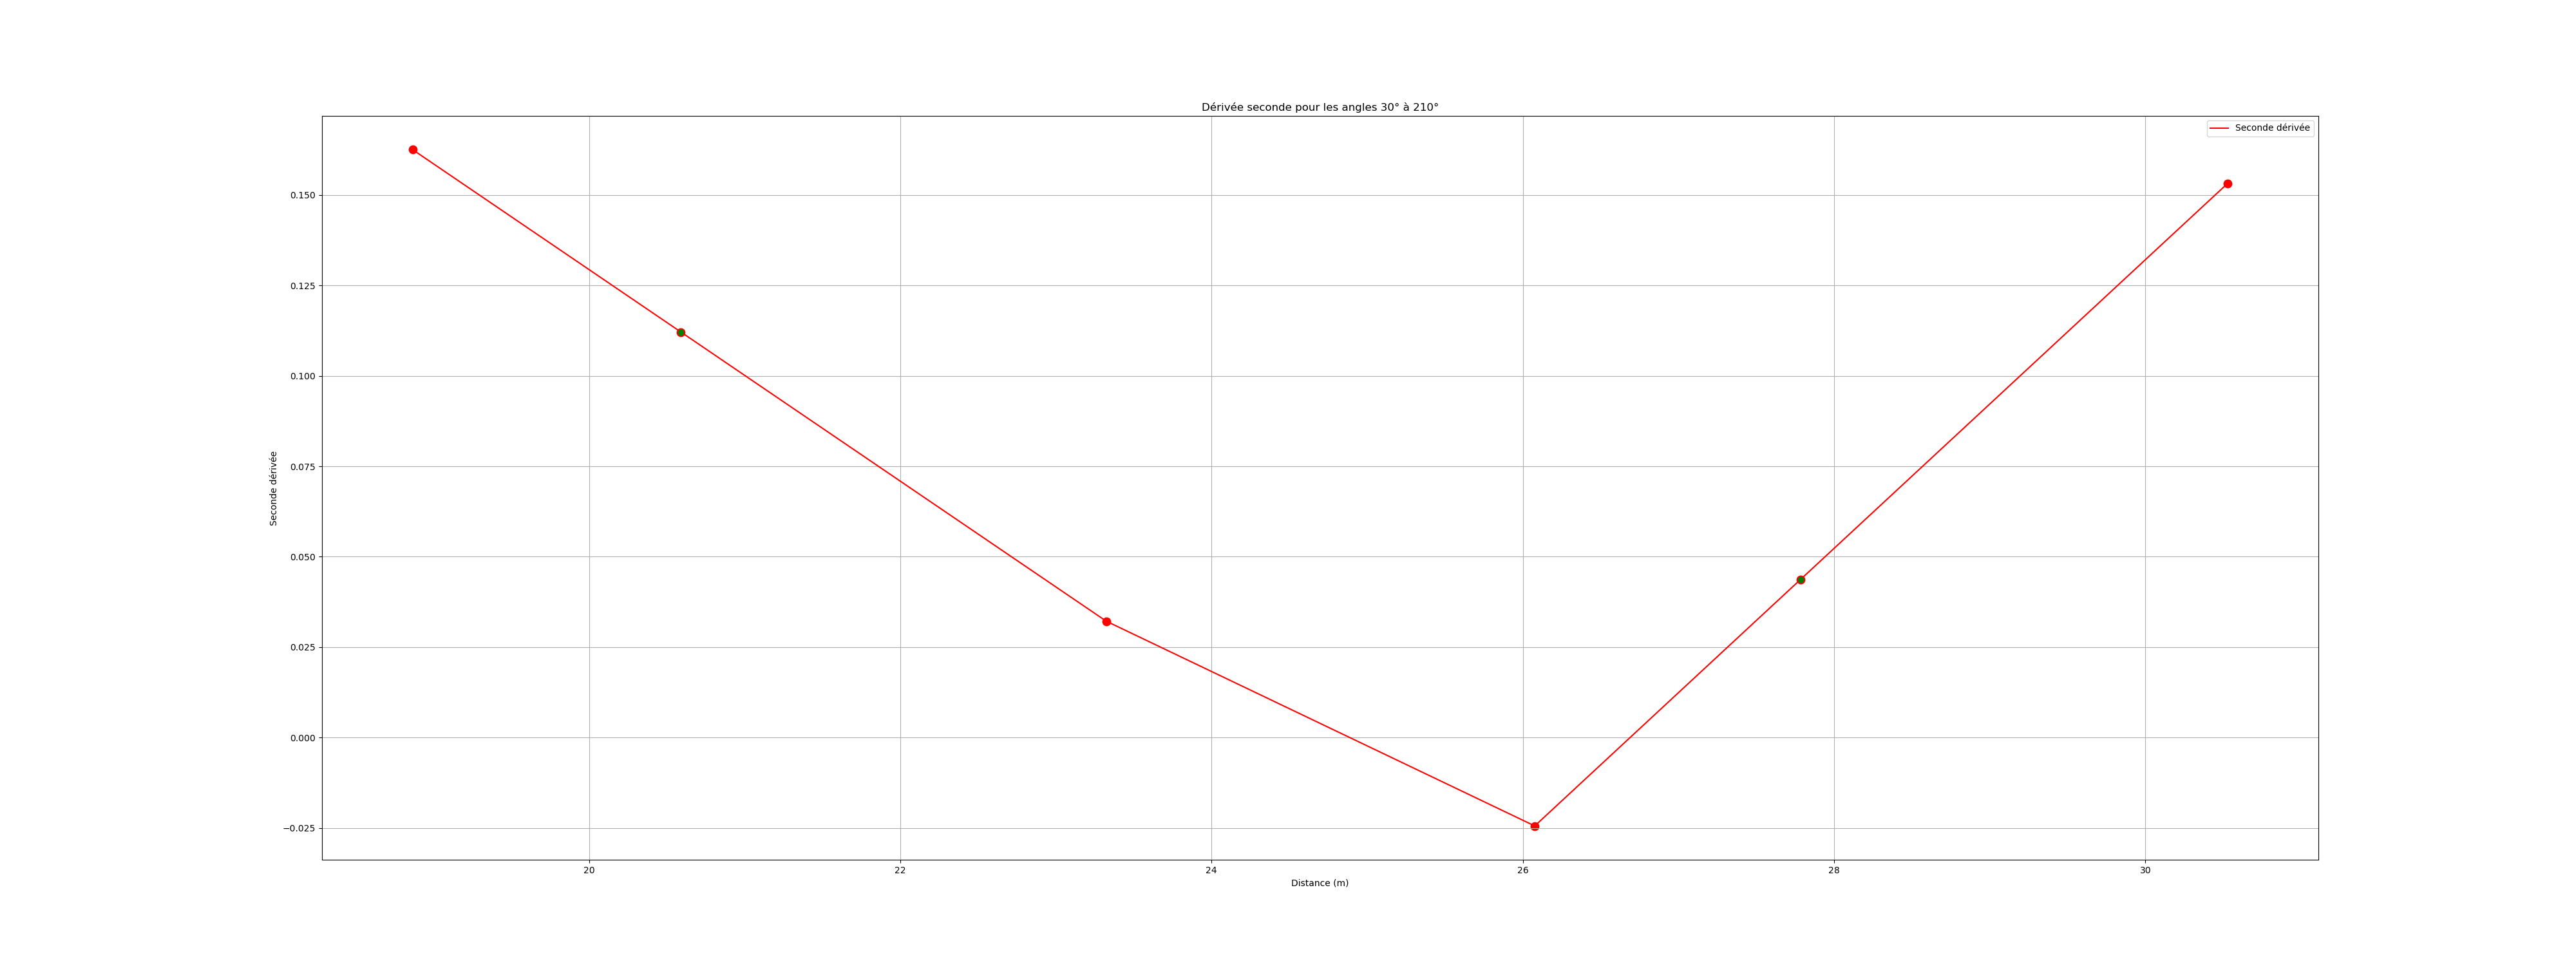 Dérivée seconde pour les angles 30° à 210°
Seconde dérivée
0.150
0.125
0.100
0.075
0.050
0.025
0.000
−0.025
Seconde dérivée
20 22 24 26 28 30
Distance (m)